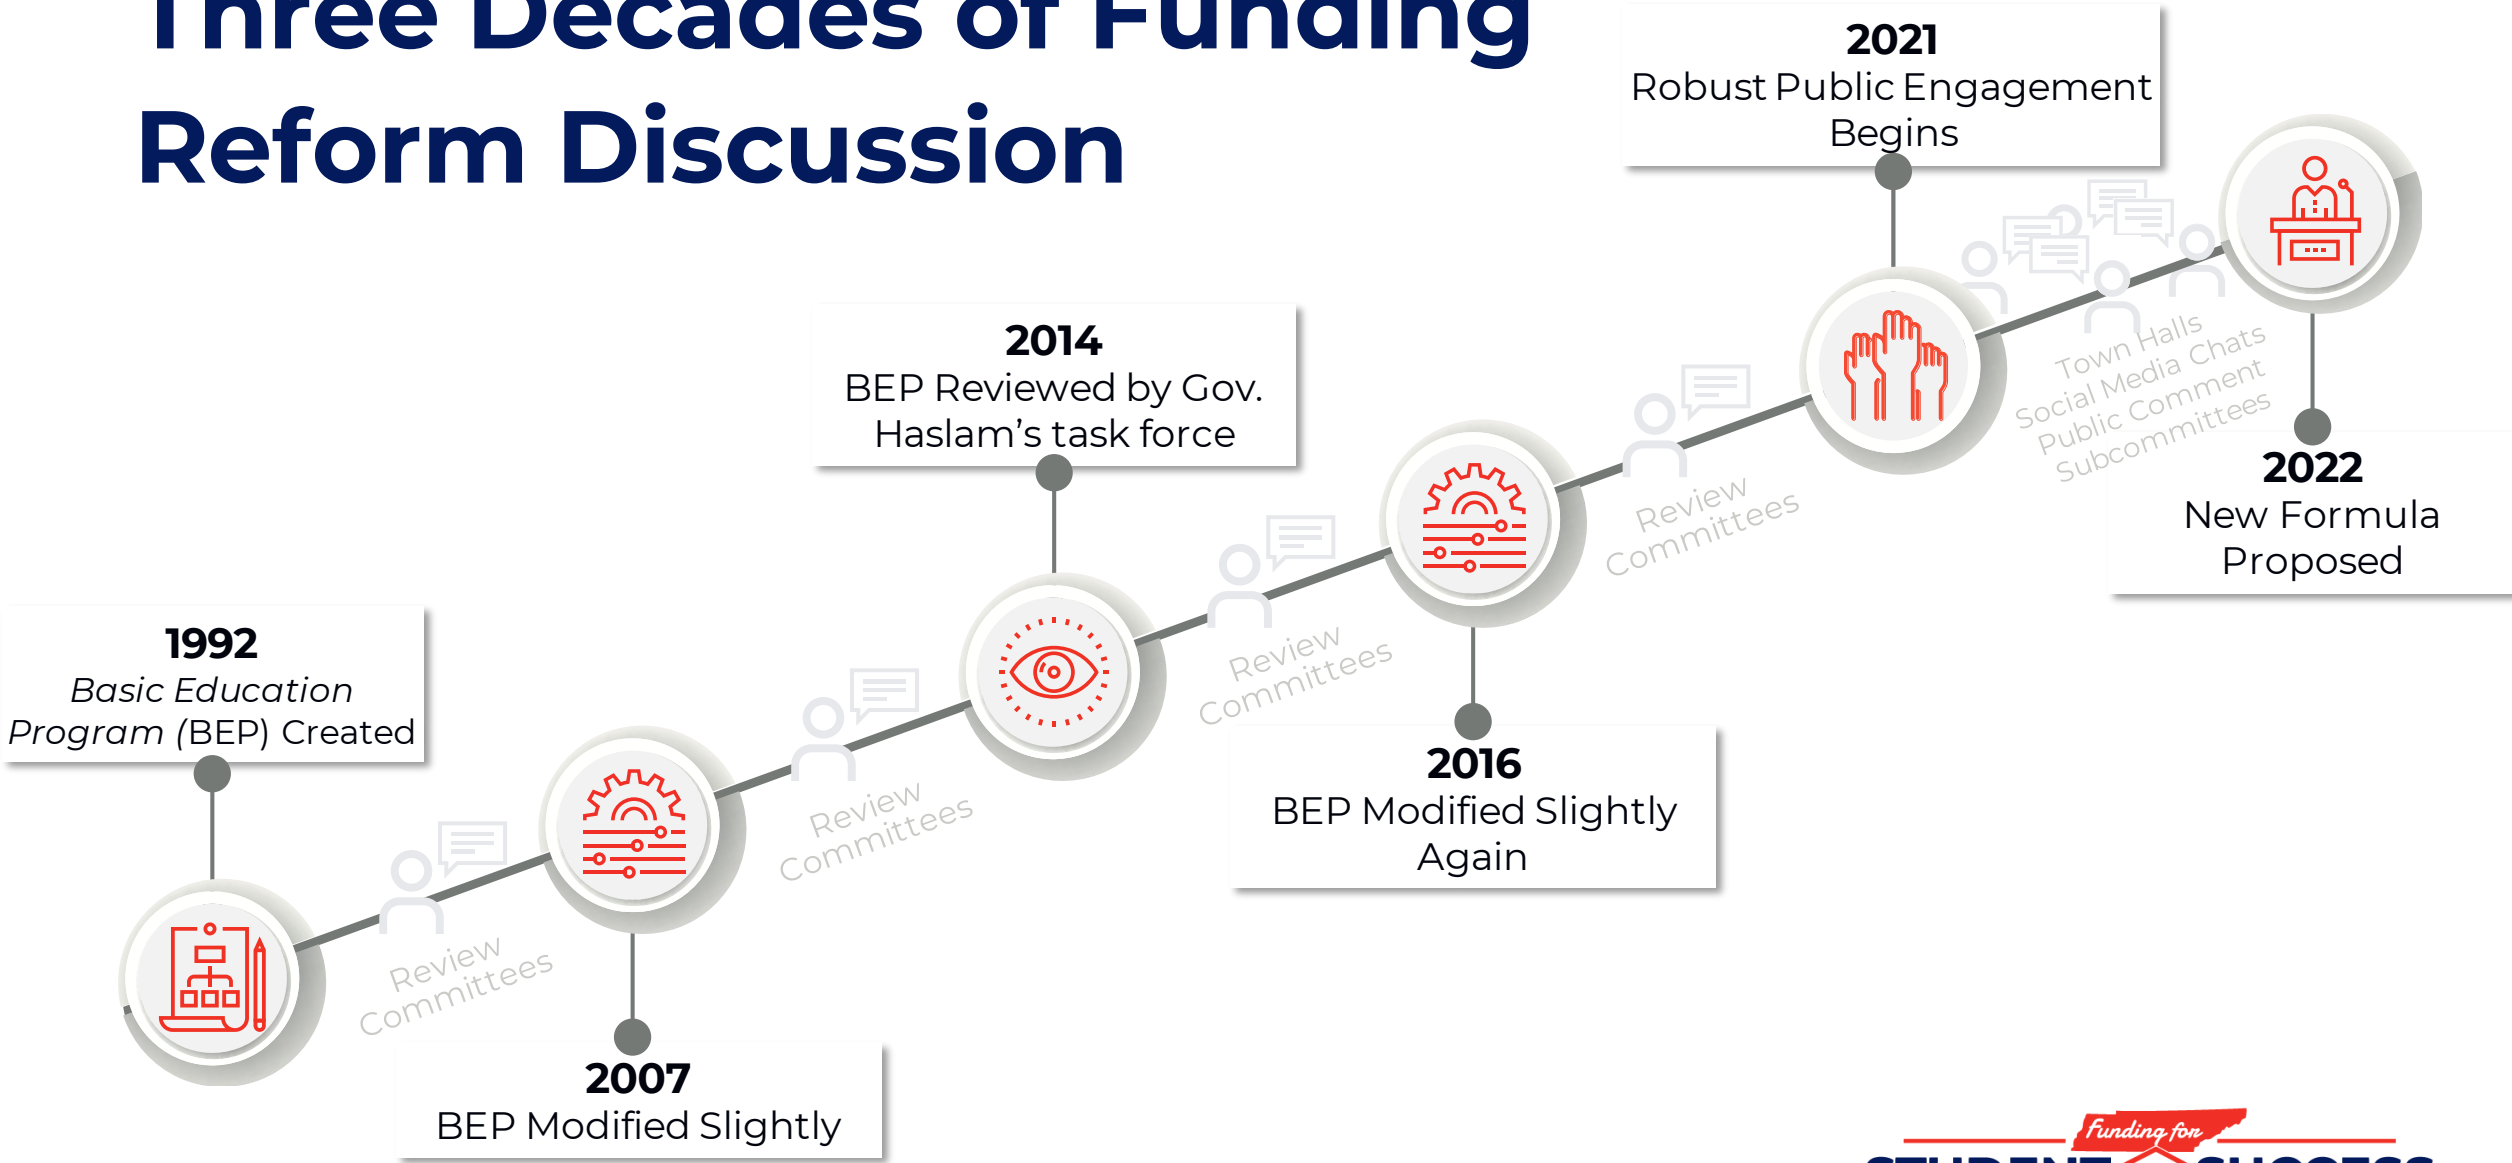 Three Decades of Funding
Reform Discussion
2021
Robust Public Engagement
Begins
2014
BEP Reviewed by Gov.
Haslam’s task force
Town Halls
Social Media Chats
Public Comment
Subcommittees
2022
New Formula
Proposed
Review
Committees
1992
Basic Education
Program (BEP) Created
Review
Committees
2016
BEP Modified Slightly
Again
Review
Committees
Review
Committees
2007
BEP Modified Slightly
Funding for
STUDENT SUCCESS